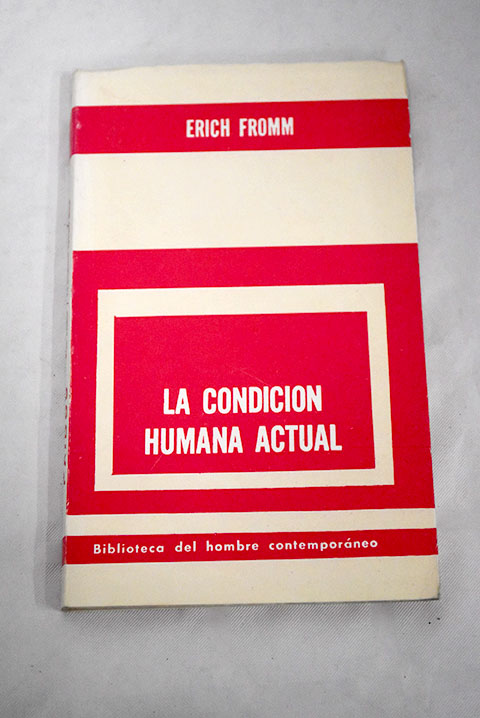 ERICH FROMM
LA CONDICION
HUMANA ACTUAL
Biblioteca del hombre contemporáneo